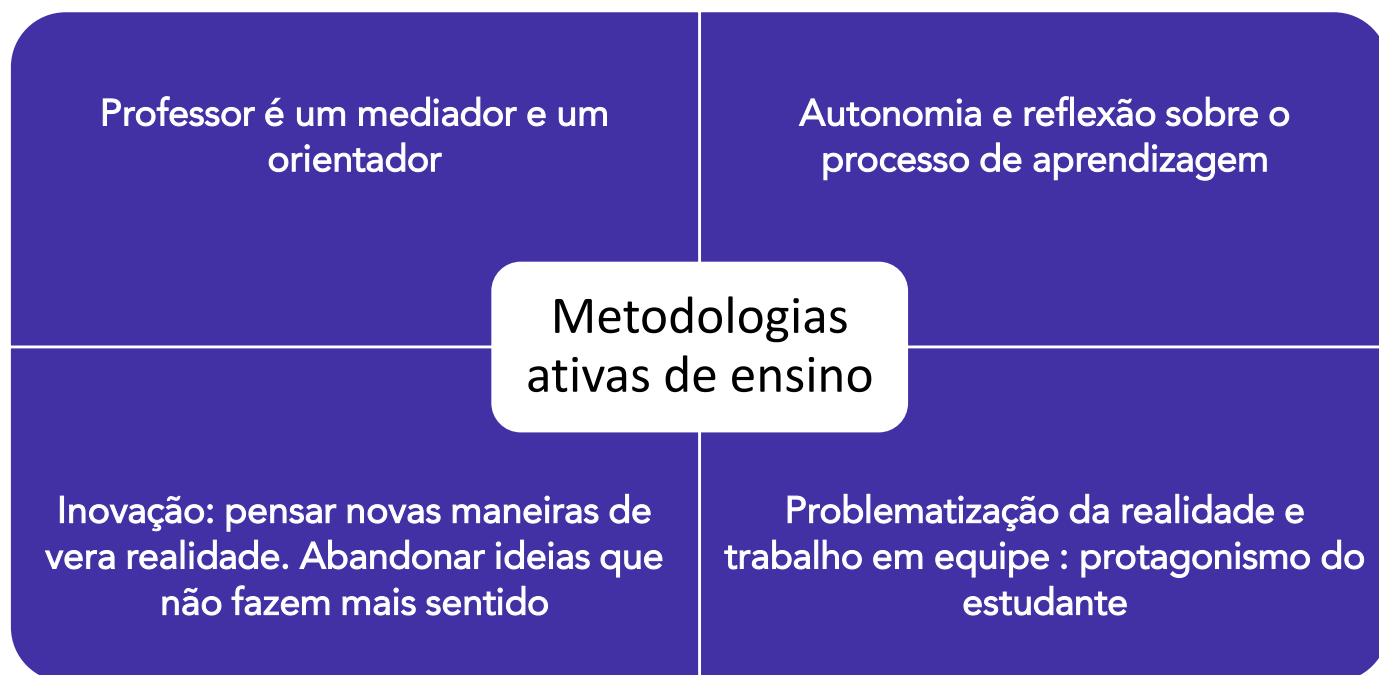 Professor é um mediador e um
orientador
Autonomia e reflexão sobre o
processo de aprendizagem
Metodologias
ativas de ensino
Inovação: pensar novas maneiras de
vera realidade. Abandonar ideias que
não fazem mais sentido
Problematização da realidade e
trabalho em equipe : protagonismo do
estudante